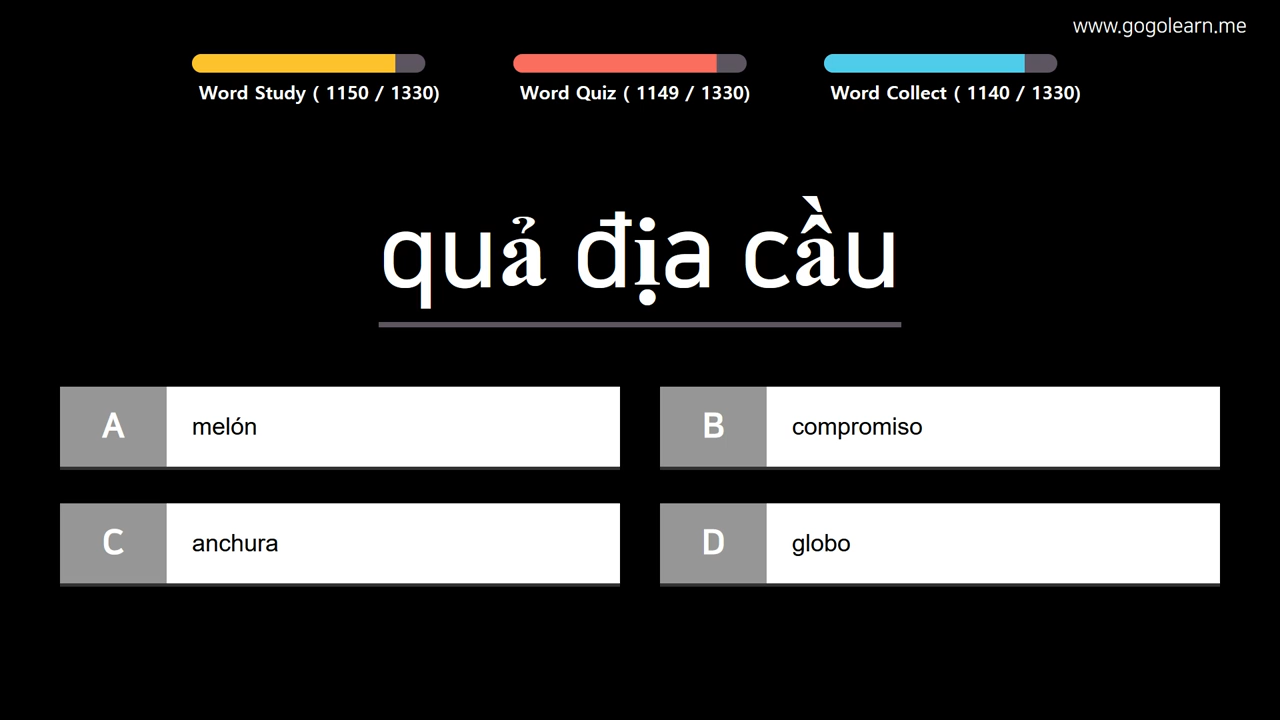 www.gogolearn.me
Word Study ( 1150 / 1330)
Word Quiz ( 1149 / 1330)
Word Collect ( 1140 / 1330)
quả địa cầu
A melón
B compromiso
C anchura
D globo